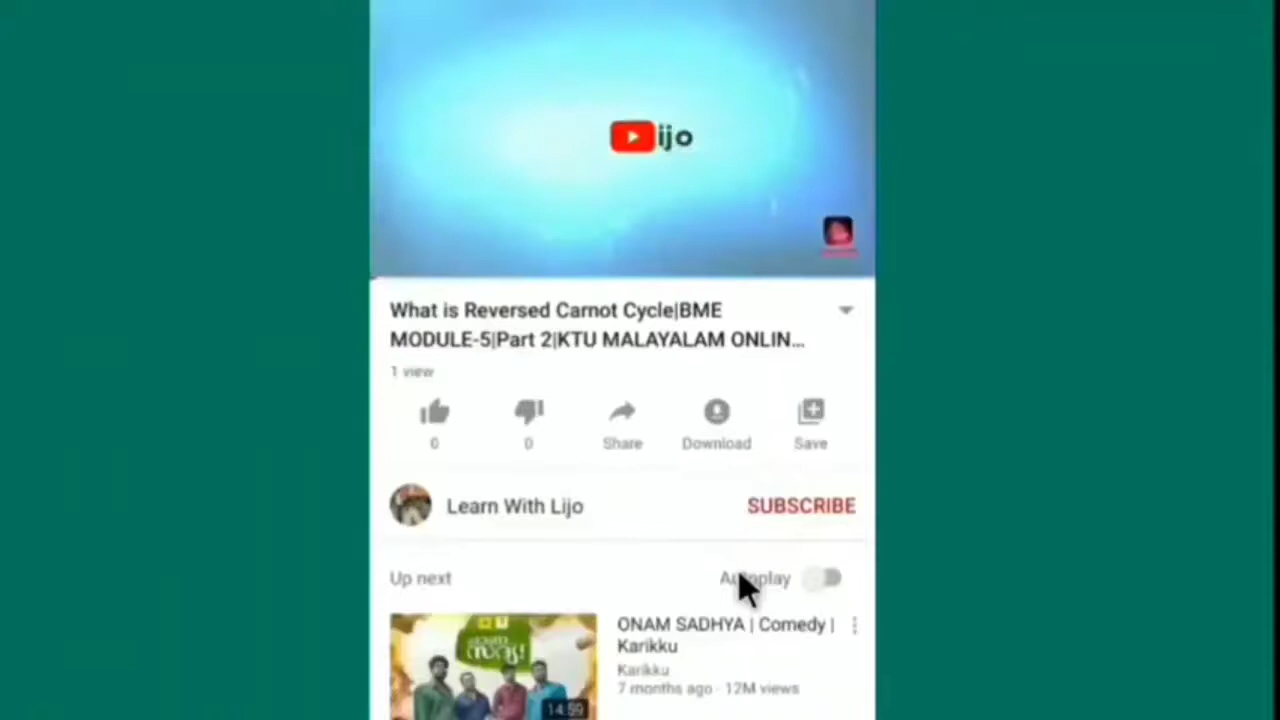 ijo
What is Reversed Carnot Cycle|BME
MODULE-5|Part 2|KTU MALAYALAM ONLIN...
1 view
0
0
Share
Download
Save
Learn With Lijo
SUBSCRIBE
Up next
Autoplay
ONAM SADHYA | Comedy |
Karikku
Karikku
7 months ago · 12M views
14:59